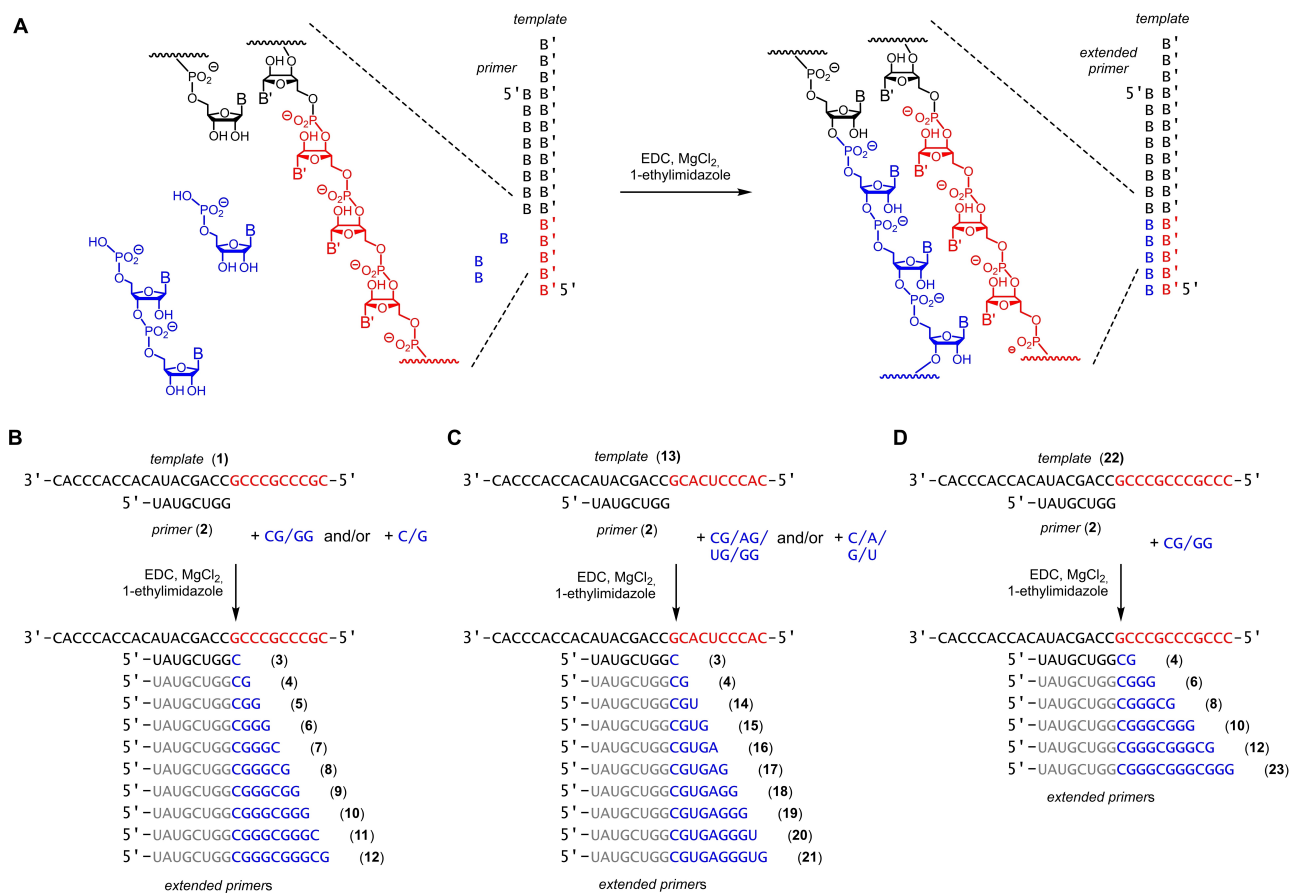 A
template
template
primer
extended
primer
5'B
5'B
B B'
B'5'
B'5'
PO2⊖
OH
O
B
B'
HO
OH OH
⊖O2P
EDC, MgCl2,
1-ethylimidazole
B
template (1)
3'-CACCCACCACAUACGACCGCCCGCCCGC-5'
5'-UAUGCUGG
primer (2)
+ CG/GG and/or + C/G
EDC, MgCl2,
1-ethylimidazole
3'-CACCCACCACAUACGACCGCCCGCCCGC-5'
5'-UAUGCUGGC (3)
5'-UAUGCUGGCG (4)
5'-UAUGCUGGCGG (5)
5'-UAUGCUGGCGGG (6)
5'-UAUGCUGGCGGGC (7)
5'-UAUGCUGGCGGGCG (8)
5'-UAUGCUGGCGGGCGG (9)
5'-UAUGCUGGCGGGCGGG (10)
5'-UAUGCUGGCGGGCGGGC (11)
5'-UAUGCUGGCGGGCGGGCG (12)
extended primers
C
template (13)
3'-CACCCACCACAUACGACCGCACUCCCAC-5'
5'-UAUGCUGG
primer (2)
+ CG/AG/ and/or + C/A/
UG/GG G/U
EDC, MgCl2,
1-ethylimidazole
3'-CACCCACCACAUACGACCGCACUCCCAC-5'
5'-UAUGCUGGC (3)
5'-UAUGCUGGCG (4)
5'-UAUGCUGGCGU (14)
5'-UAUGCUGGCGUG (15)
5'-UAUGCUGGCGUGA (16)
5'-UAUGCUGGCGUGAG (17)
5'-UAUGCUGGCGUGAGG (18)
5'-UAUGCUGGCGUGAGGG (19)
5'-UAUGCUGGCGUGAGGGU (20)
5'-UAUGCUGGCGUGAGGGUG (21)
extended primers
D
template (22)
3'-CACCCACCACAUACGACCGCCCGCCCGCCC-5'
5'-UAUGCUGG
primer (2)
+ CG/GG
EDC, MgCl2,
1-ethylimidazole
3'-CACCCACCACAUACGACCGCCCGCCCGCCC-5'
5'-UAUGCUGGCG (4)
5'-UAUGCUGGCGGG (6)
5'-UAUGCUGGCGGGCG (8)
5'-UAUGCUGGCGGGCGGG (10)
5'-UAUGCUGGCGGGCGGGCG (12)
5'-UAUGCUGGCGGGCGGGCGGG (23)
extended primers